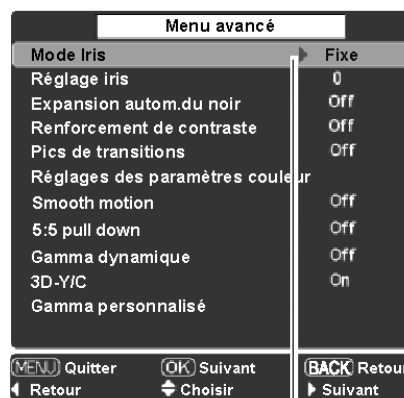 Menu avancé
Mode Iris Fixe
Réglage iris 0
Expansion autom.du noir Off
Renforcement de contraste Off
Pics de transitions Off
Réglages des paramètres couleur
Smooth motion Off
5:5 pull down Off
Gamma dynamique Off
3D-Y/C On
Gamma personnalisé
MENU Quitter OK Suivant BACK Retour
Retour Choisir Suivant